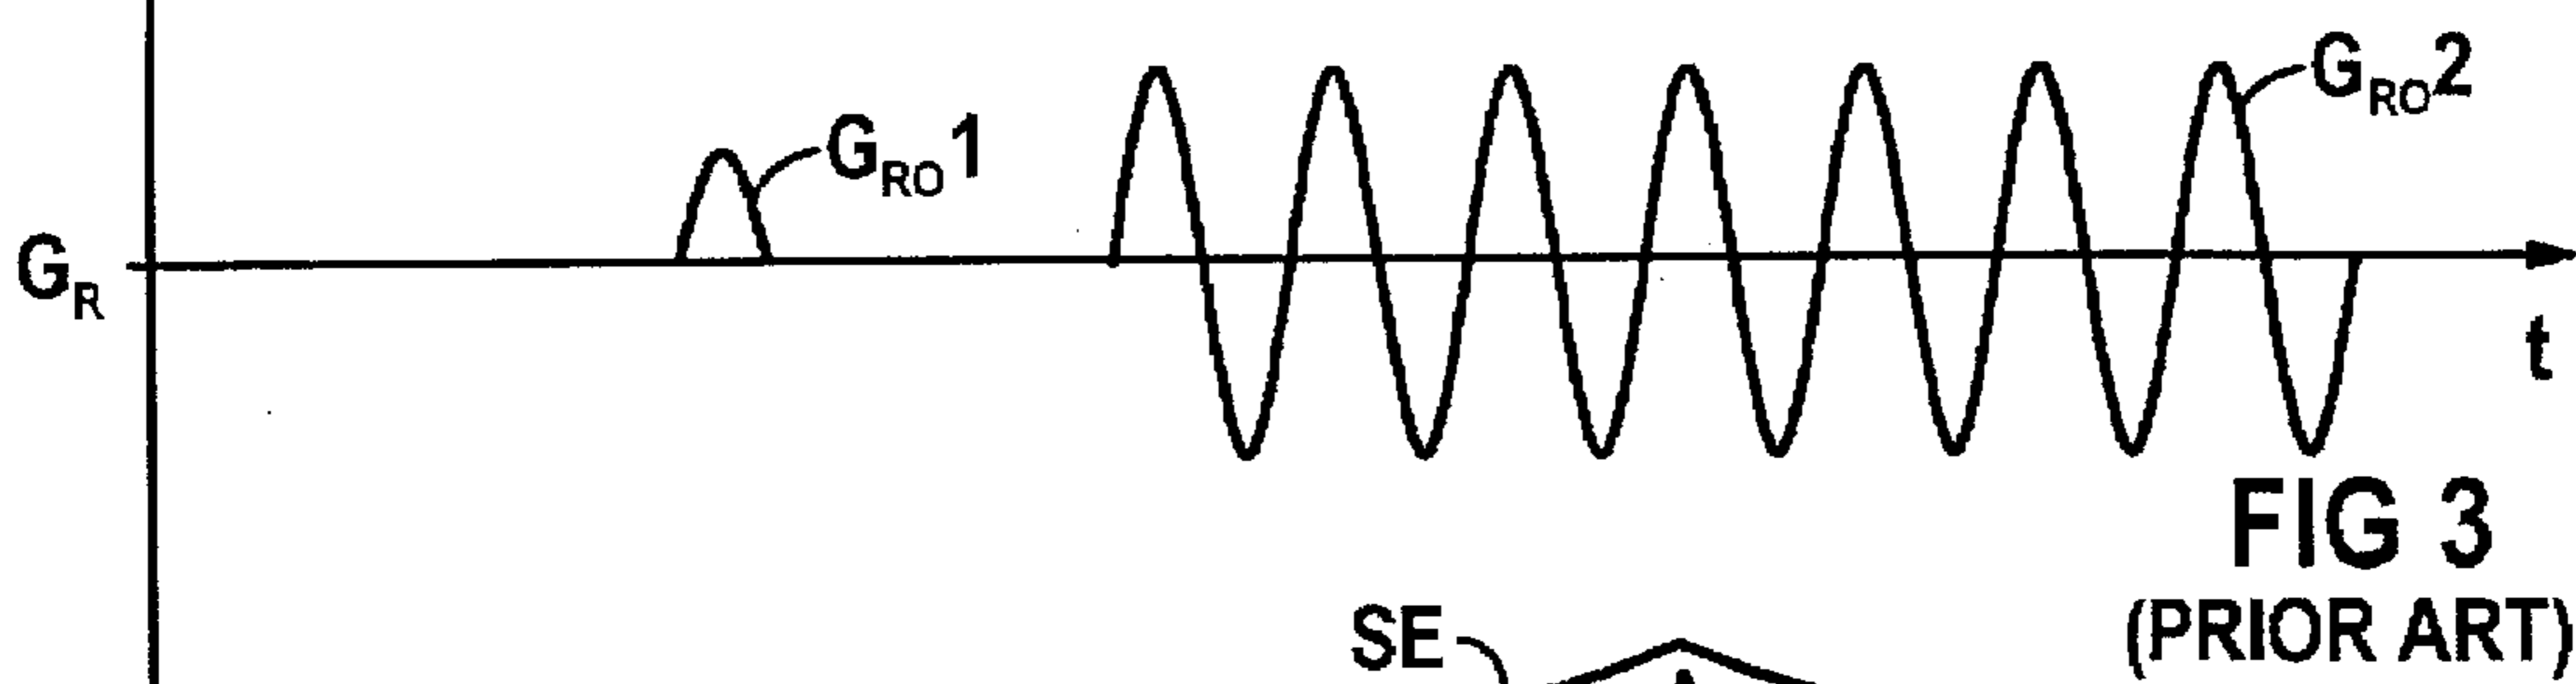 G_RO2
G_RO1
G_R
t
FIG 3
(PRIOR ART)
SE